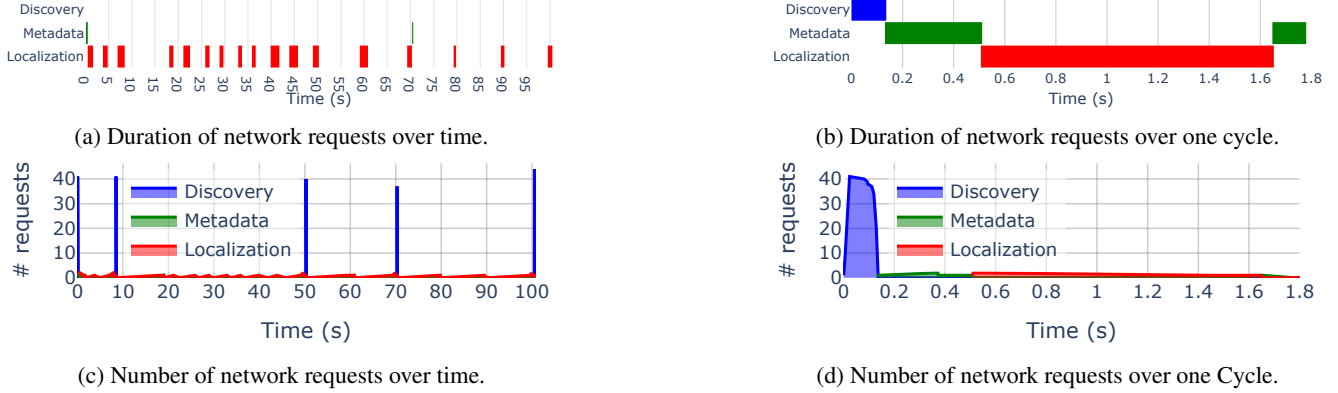 Discovery
Metadata
Localization
0 5 10 15 20 25 30 35 40 45 50 55 60 65 70 75 80 85 90 95
Time (s)
(a) Duration of network requests over time.
Discovery
Metadata
Localization
0 0.2 0.4 0.6 0.8 1 1.2 1.4 1.6 1.8
Time (s)
(b) Duration of network requests over one cycle.
# requests
40
30
20
10
0
Discovery
Metadata
Localization
0 10 20 30 40 50 60 70 80 90 100
Time (s)
(c) Number of network requests over time.
# requests
40
30
20
10
0
Discovery
Metadata
Localization
0 0.2 0.4 0.6 0.8 1 1.2 1.4 1.6 1.8
Time (s)
(d) Number of network requests over one Cycle.